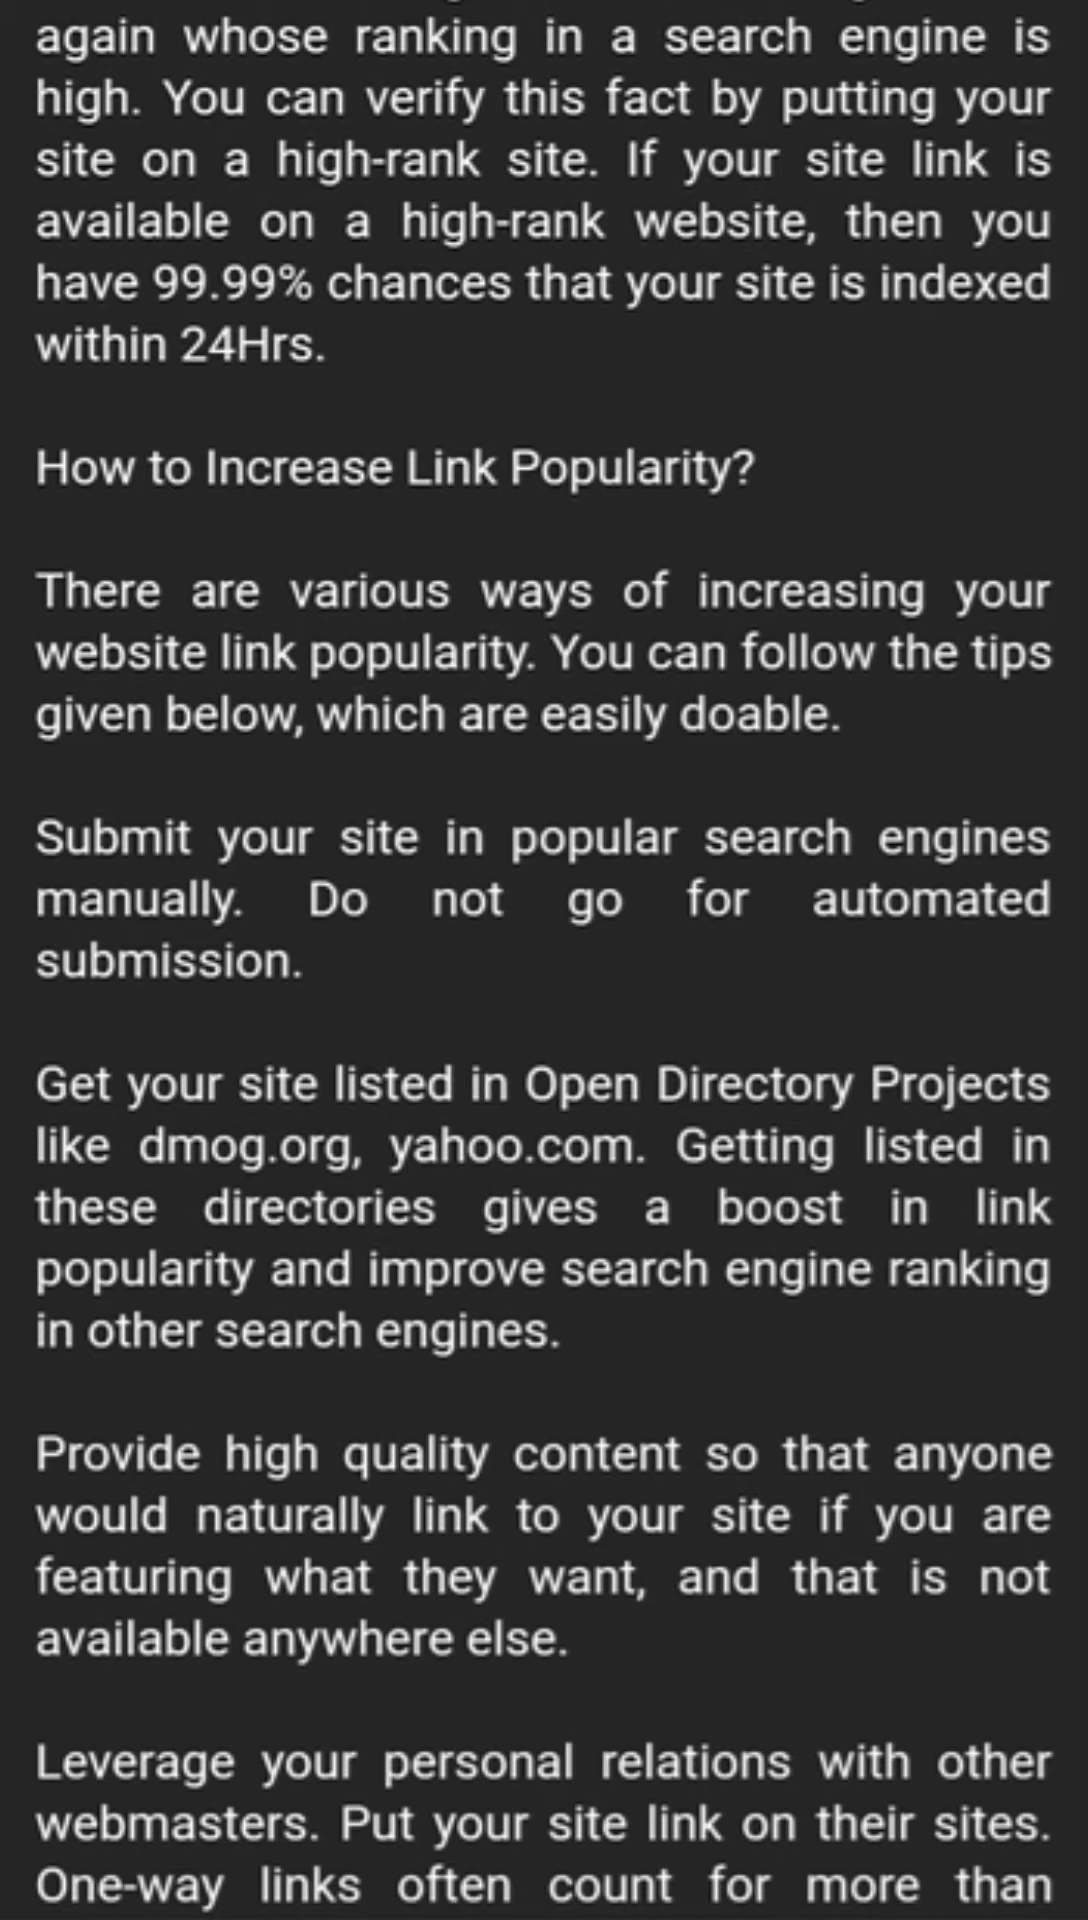 again whose ranking in a search engine is
high. You can verify this fact by putting your
site on a high-rank site. If your site link is
available on a high-rank website, then you
have 99.99% chances that your site is indexed
within 24Hrs.
How to Increase Link Popularity?
There are various ways of increasing your
website link popularity. You can follow the tips
given below, which are easily doable.
Submit your site in popular search engines
manually. Do not go for automated
submission.
Get your site listed in Open Directory Projects
like dmog.org, yahoo.com. Getting listed in
these directories gives a boost in link
popularity and improve search engine ranking
in other search engines.
Provide high quality content so that anyone
would naturally link to your site if you are
featuring what they want, and that is not
available anywhere else.
Leverage your personal relations with other
webmasters. Put your site link on their sites.
One-way links often count for more than